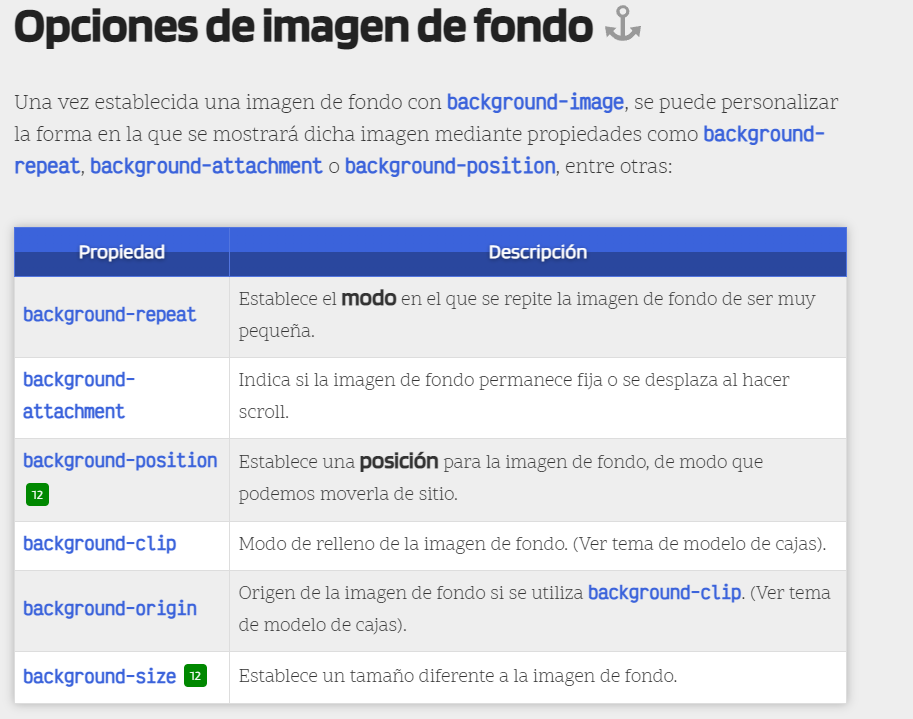 Opciones de imagen de fondo
Una vez establecida una imagen de fondo con background-image, se puede personalizar
la forma en la que se mostrará dicha imagen mediante propiedades como background-
repeat, background-attachment o background-position, entre otras:
Propiedad Descripción
background-repeat Establece el modo en el que se repite la imagen de fondo de ser muy
pequeña.
background- Indica si la imagen de fondo permanece fija o se desplaza al hacer
attachment scroll.
background-position Establece una posición para la imagen de fondo, de modo que
12 podemos moverla de sitio.
background-clip Modo de relleno de la imagen de fondo. (Ver tema de modelo de cajas).
background-origin Origen de la imagen de fondo si se utiliza background-clip. (Ver tema
de modelo de cajas).
background-size 12 Establece un tamaño diferente a la imagen de fondo.